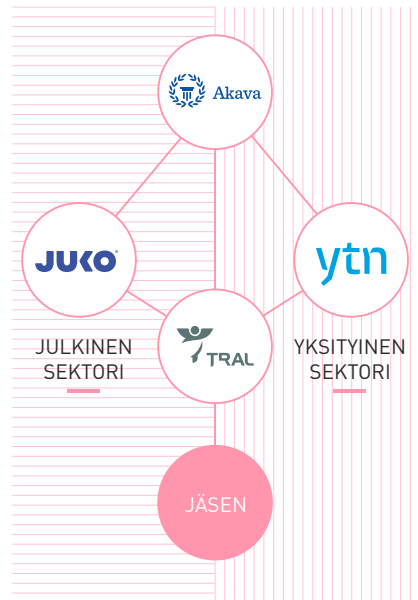 Akava
JUKO
ytn
JULKINEN
SEKTORI
TRAL
YKSITYINEN
SEKTORI
JÄSEN